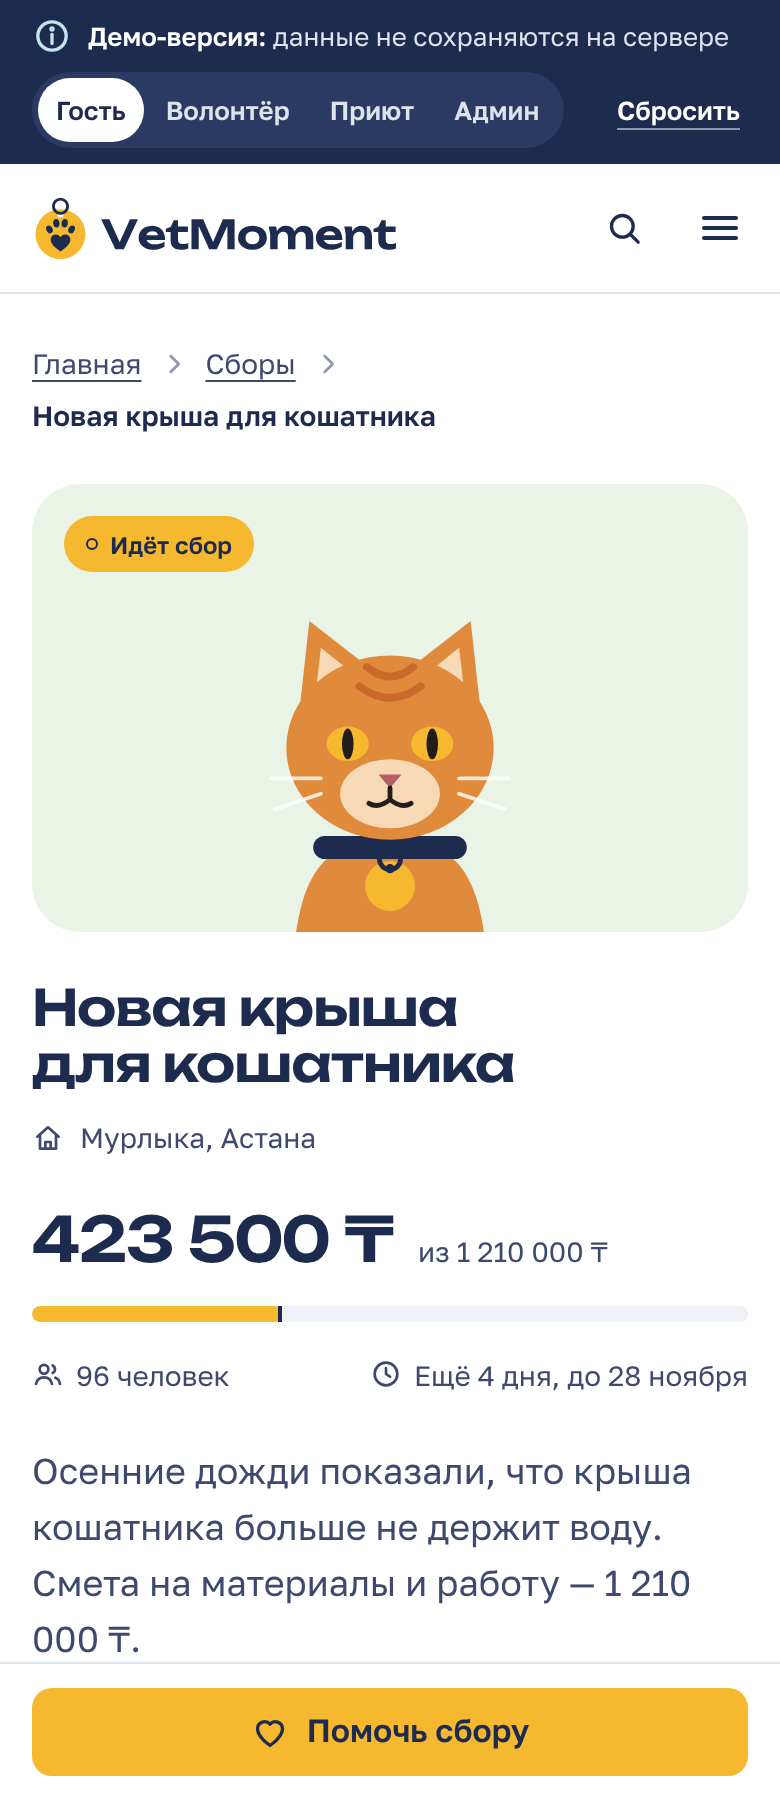 Демо-версия: данные не сохраняются на сервере
Гость Волонтёр Приют Админ Сбросить
VetMoment
Главная Сборы
Новая крыша для кошатника
Идёт сбор
Новая крыша
для кошатника
Мурлыка, Астана
423 500 ₸ из 1 210 000 ₸
96 человек Ещё 4 дня, до 28 ноября
Осенние дожди показали, что крыша
кошатника больше не держит воду.
Смета на материалы и работу — 1 210
000 ₸.
Помочь сбору